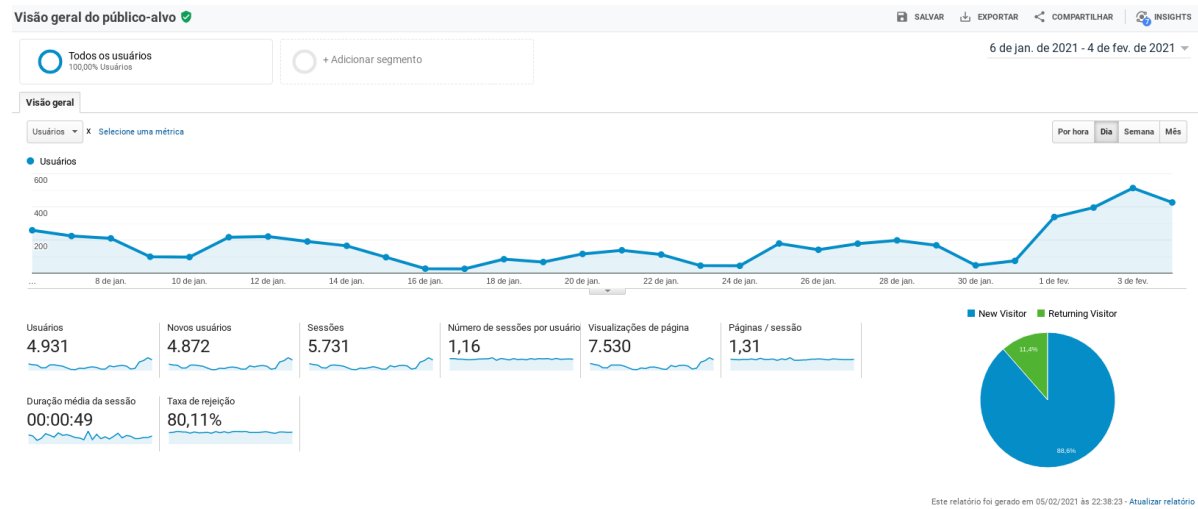 Visão geral do público-alvo
SALVAR EXPORTAR COMPARTILHAR 7 INSIGHTS
Todos os usuários
100,00% Usuários
+ Adicionar segmento
6 de jan. de 2021 - 4 de fev. de 2021
Visão geral
Usuários x Selecione uma métrica
Por hora Dia Semana Mês
Usuários
600
400
200
... 8 de jan. 10 de jan. 12 de jan. 14 de jan. 16 de jan. 18 de jan. 20 de jan. 22 de jan. 24 de jan. 26 de jan. 28 de jan. 30 de jan. 1 de fev. 3 de fev.
Usuários
4.931
Novos usuários
4.872
Sessões
5.731
Número de sessões por usuário
1,16
Visualizações de página
7.530
Páginas / sessão
1,31
Duração média da sessão
00:00:49
Taxa de rejeição
80,11%
New Visitor Returning Visitor
11,4%
88,6%
Este relatório foi gerado em 05/02/2021 às 22:38:23 - Atualizar relatório